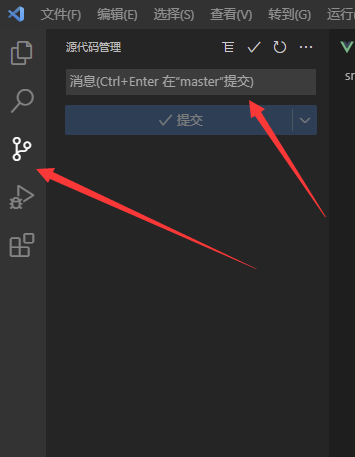 文件(F) 编辑(E) 选择(S) 查看(V) 转到(G) 运行(
源代码管理
消息(Ctrl+Enter 在“master”提交)
提交
sr